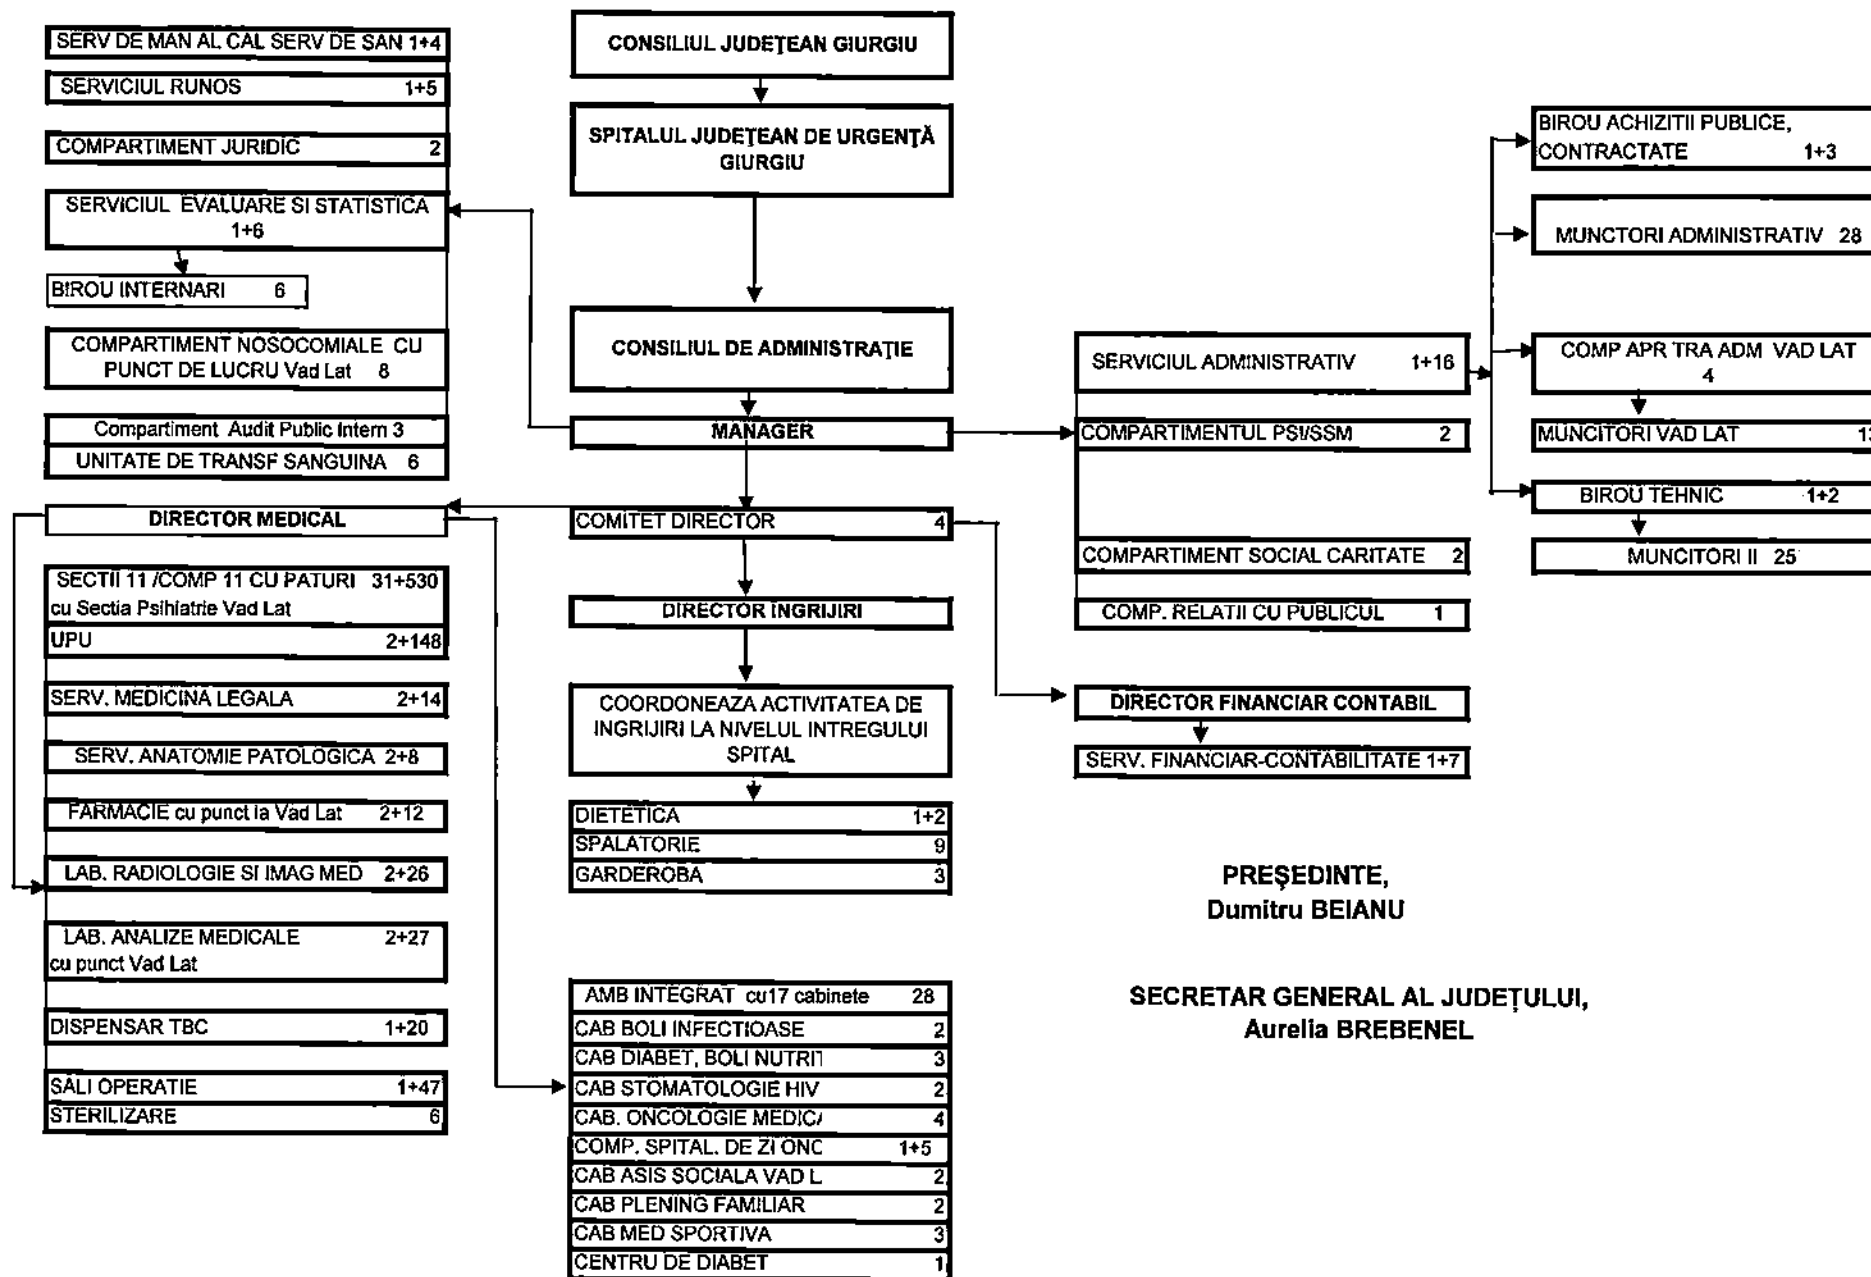 SERV DE MAN AL CAL SERV DE SAN 1+4
SERVICIUL RUNOS 1+5
COMPARTIMENT JURIDIC 2
SERVICIUL EVALUARE SI STATISTICA
1+6
BIROU INTERNARI 6
COMPARTIMENT NOSOCOMIALE CU
PUNCT DE LUCRU Vad Lat 8
Compartiment Audit Public Intern 3
UNITATE DE TRANSF SANGUINA 6
DIRECTOR MEDICAL
SECTII 11 /COMP 11 CU PATURI 31+530
cu Sectia Psihiatrie Vad Lat
UPU 2+148
SERV. MEDICINA LEGALA 2+14
SERV. ANATOMIE PATOLOGICA 2+8
FARMACIE cu punct la Vad Lat 2+12
LAB. RADIOLOGIE SI IMAG MED 2+26
LAB. ANALIZE MEDICALE 2+27
cu punct Vad Lat
DISPENSAR TBC 1+20
SALI OPERATIE 1+47
STERILIZARE 6
CONSILIUL JUDEȚEAN GIURGIU
SPITALUL JUDEȚEAN DE URGENȚĂ
GIURGIU
CONSILIUL DE ADMINISTRAȚIE
MANAGER
COMITET DIRECTOR 4
DIRECTOR INGRIJIRI
COORDONEAZA ACTIVITATEA DE
INGRIJIRI LA NIVELUL INTREGULUI
SPITAL
DIETETICA 1+2
SPALATORIE 9
GARDEROBA 3
AMB INTEGRAT cu17 cabinete 28
CAB BOLI INFECTIOASE 2
CAB DIABET, BOLI NUTRIT 3
CAB STOMATOLOGIE HIV 2
CAB. ONCOLOGIE MEDICA 4
COMP. SPITAL. DE ZI ONC 1+5
CAB ASIS SOCIALA VAD L 2
CAB PLENING FAMILIAR 2
CAB MED SPORTIVA 3
CENTRU DE DIABET 1
SERVICIUL ADMINISTRATIV 1+16
COMPARTIMENTUL PSI/SSM 2
COMPARTIMENT SOCIAL CARITATE 2
COMP. RELATII CU PUBLICUL 1
DIRECTOR FINANCIAR CONTABIL
SERV. FINANCIAR-CONTABILITATE 1+7
BIROU ACHIZITII PUBLICE,
CONTRACTATE 1+3
MUNCTORI ADMINISTRATIV 28
COMP APR TRA ADM VAD LAT
4
MUNCITORI VAD LAT
BIROU TEHNIC 1+2
MUNCITORI II 25
PREȘEDINTE,
Dumitru BEIANU
SECRETAR GENERAL AL JUDEȚULUI,
Aurelia BREBENEL